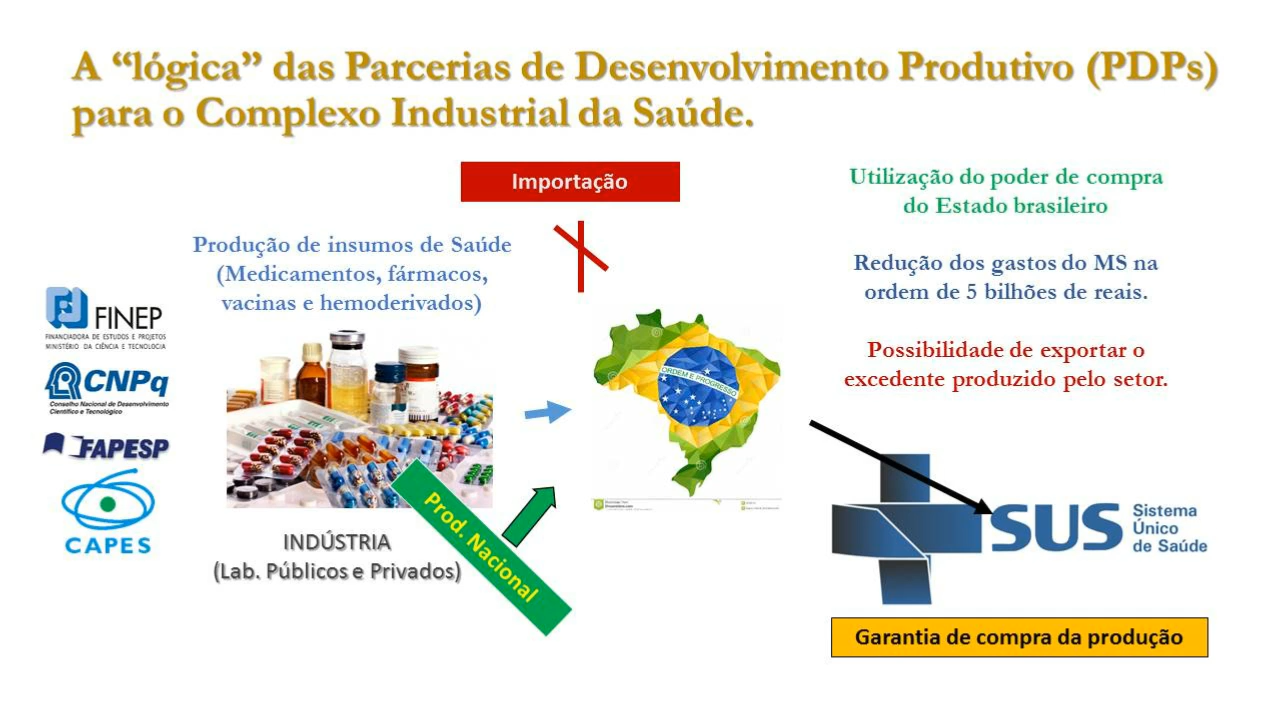 A “lógica” das Parcerias de Desenvolvimento Produtivo (PDPs)
para o Complexo Industrial da Saúde.
Importação
Utilização do poder de compra
do Estado brasileiro
Redução dos gastos do MS na
ordem de 5 bilhões de reais.
Possibilidade de exportar o
excedente produzido pelo setor.
Produção de insumos de Saúde
(Medicamentos, fármacos,
vacinas e hemoderivados)
FINEP
FINANCIADORA DE ESTUDOS E PROJETOS
MINISTÉRIO DA CIÊNCIA E TECNOLOGIA
CNPq
Conselho Nacional de Desenvolvimento
Científico e Tecnológico
FAPESP
CAPES
ORDEM E PROGRESSO
Prod. Nacional
INDÚSTRIA
(Lab. Públicos e Privados)
SUS
Sistema
Único
de Saúde
Garantia de compra da produção